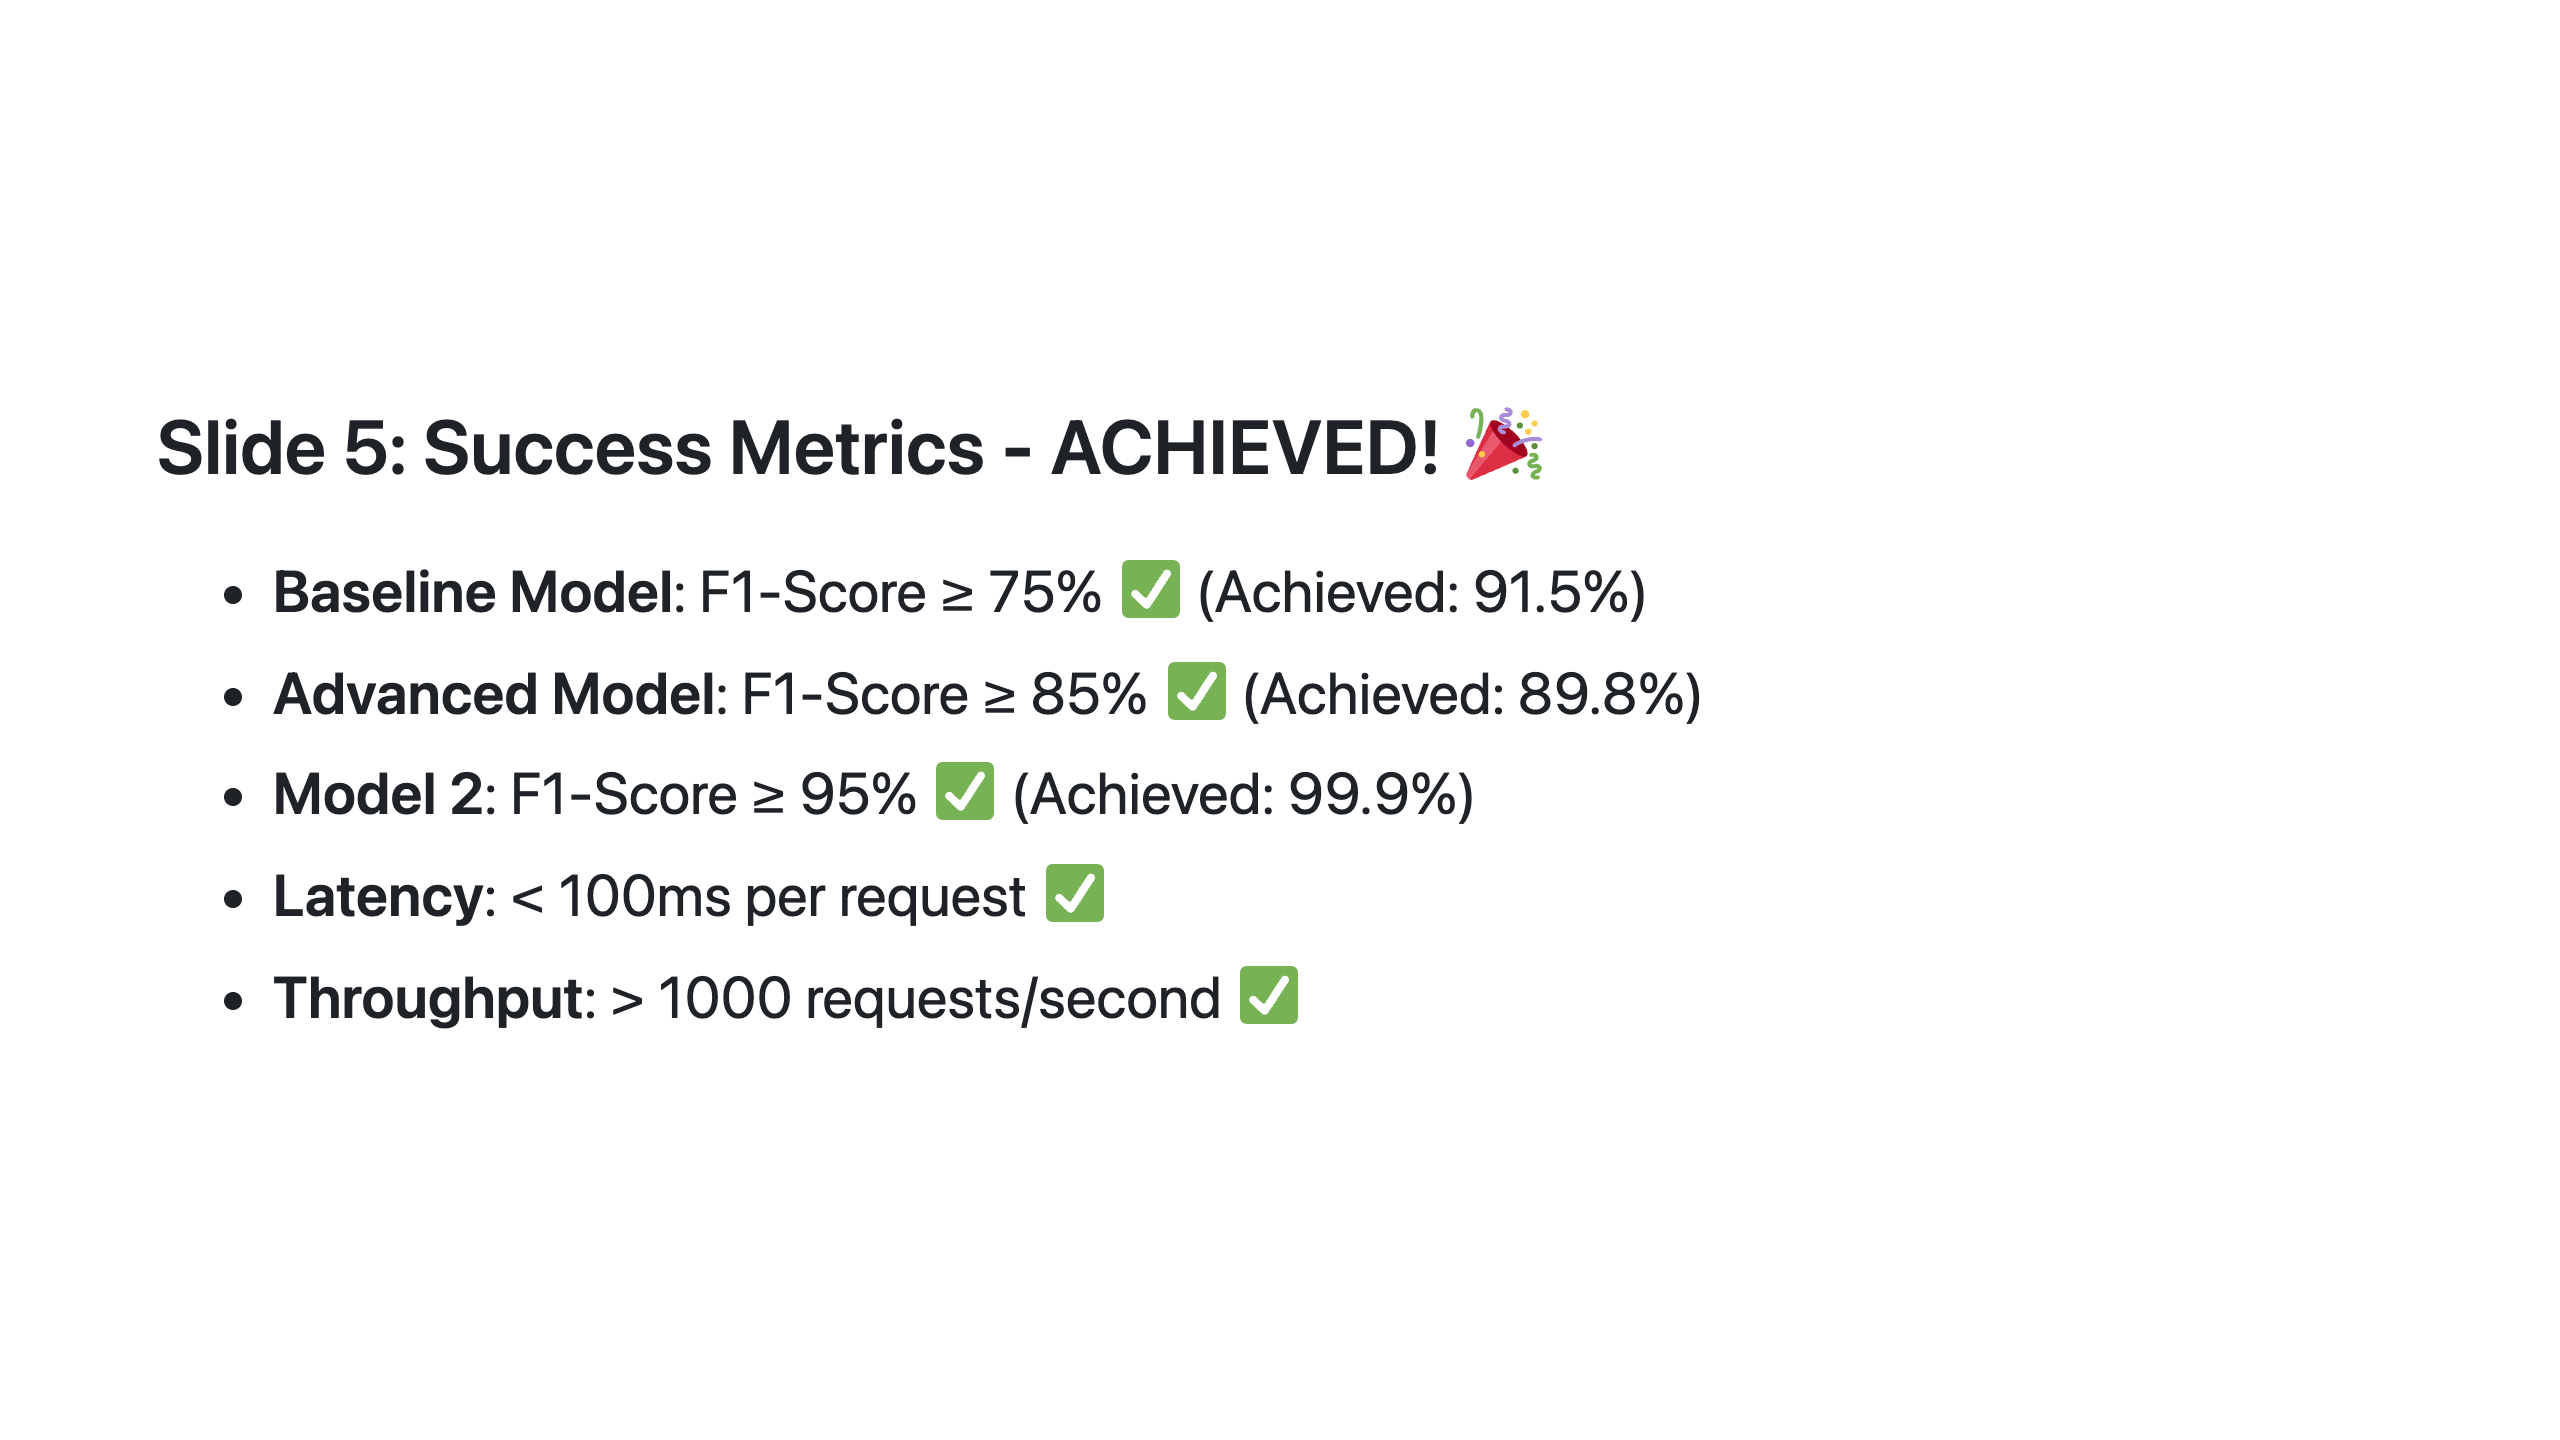 Slide 5: Success Metrics - ACHIEVED! 🎉
• Baseline Model: F1-Score ≥ 75% ✅ (Achieved: 91.5%)
• Advanced Model: F1-Score ≥ 85% ✅ (Achieved: 89.8%)
• Model 2: F1-Score ≥ 95% ✅ (Achieved: 99.9%)
• Latency: < 100ms per request ✅
• Throughput: > 1000 requests/second ✅